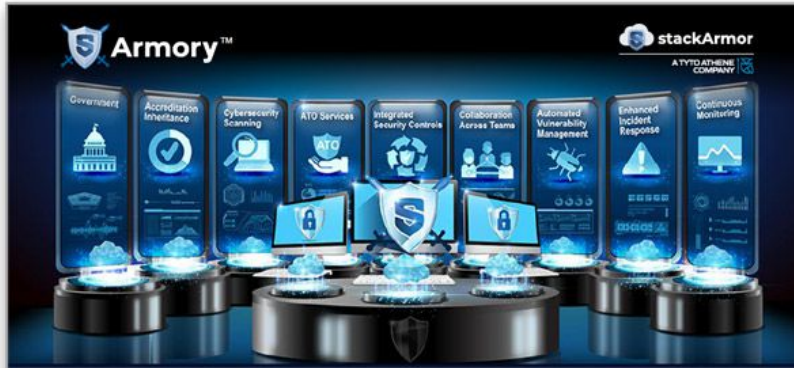 Armory™
stackArmor
A TYTO ATHENE
COMPANY
Government
Accreditation
Inheritance
Cybersecurity
Scanning
ATO Services
Integrated
Security Controls
Collaboration
Across Teams
Automated
Vulnerability
Management
Enhanced
Incident
Response
Continuous
Monitoring
ATO
S
S
S